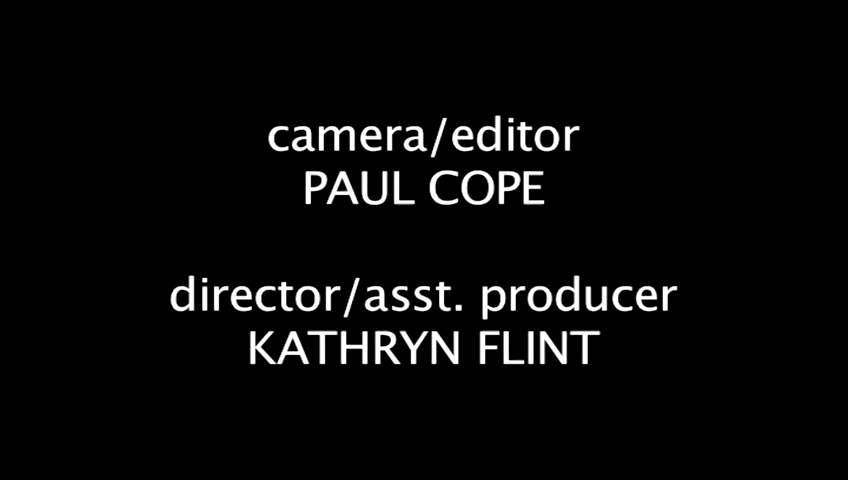 camera/editor
PAUL COPE
director/asst. producer
KATHRYN FLINT